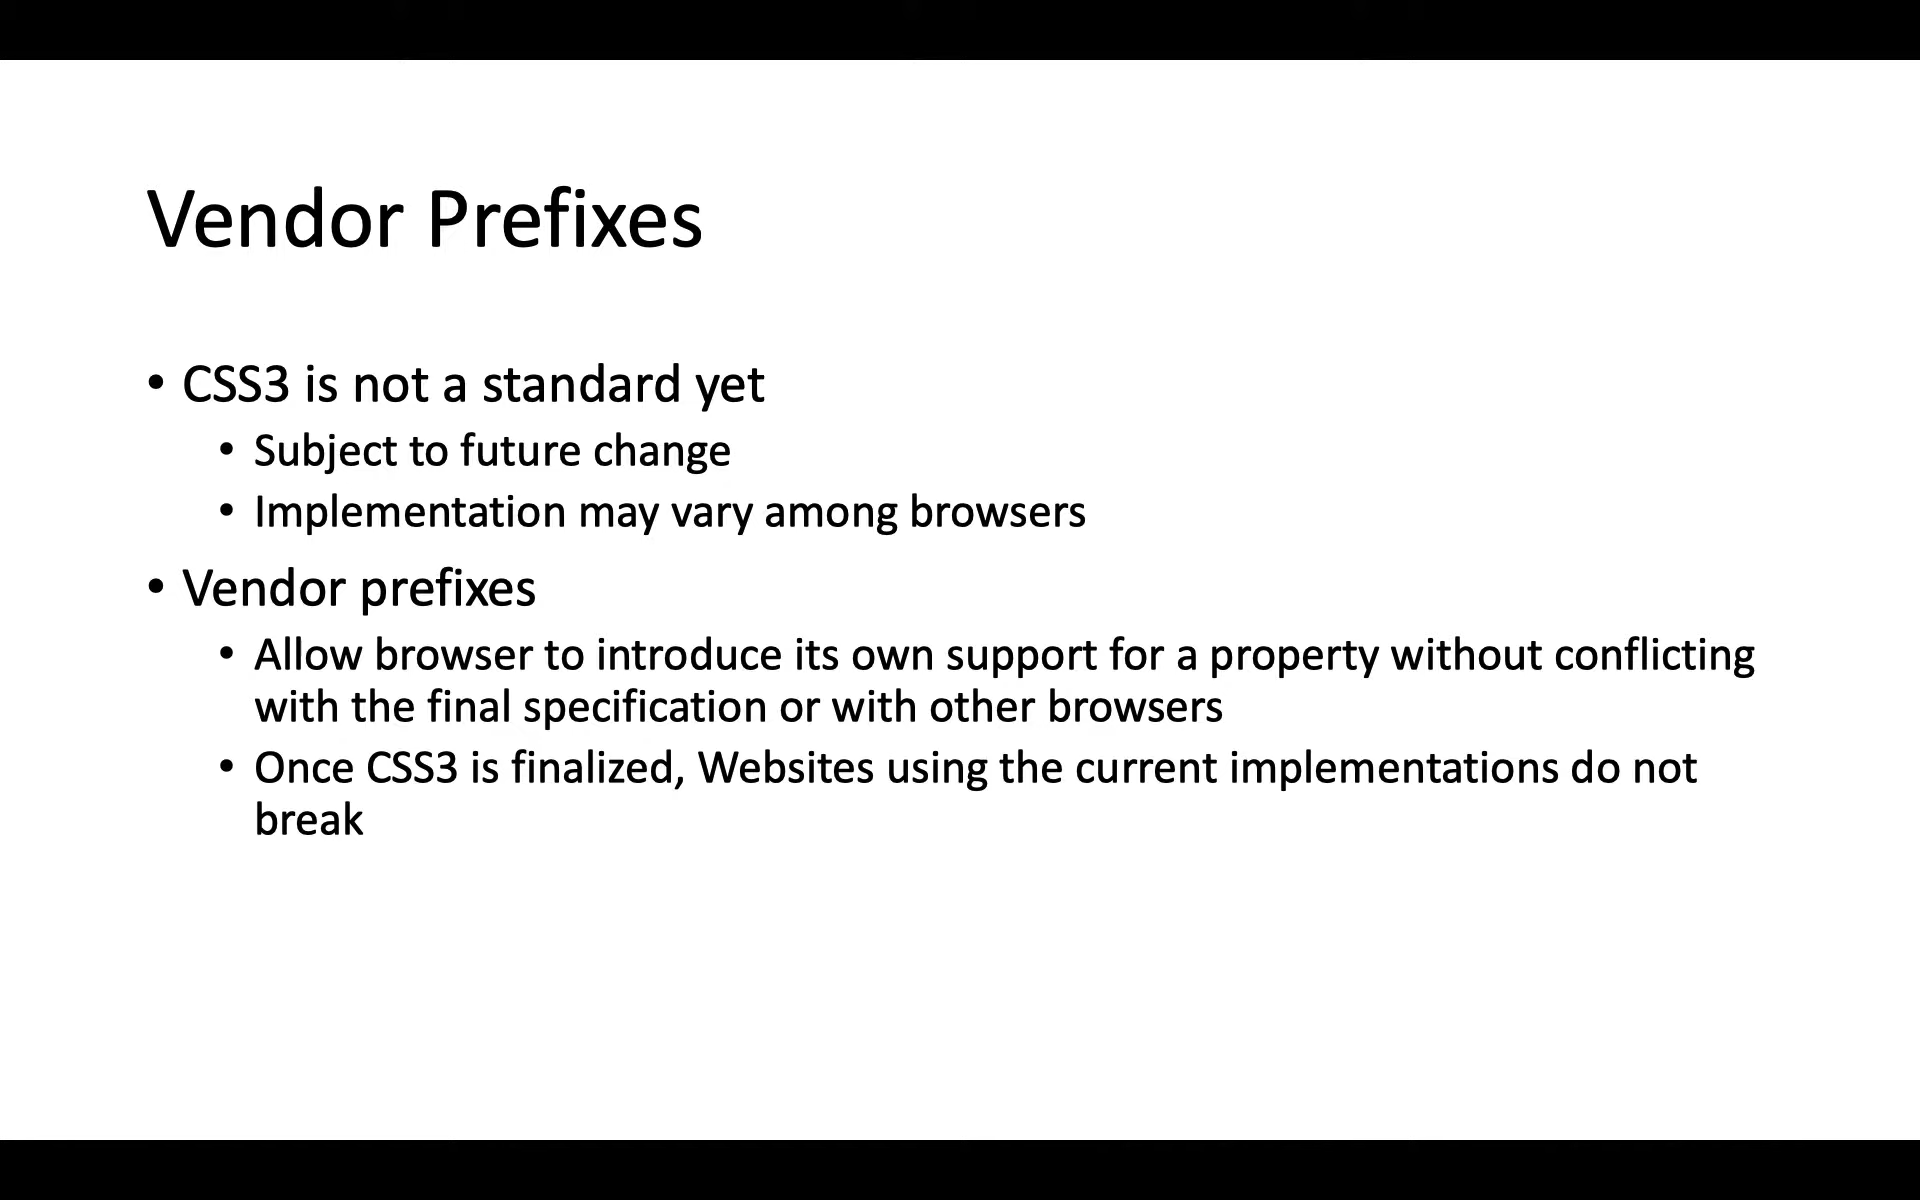 Vendor Prefixes
• CSS3 is not a standard yet
• Subject to future change
• Implementation may vary among browsers
• Vendor prefixes
• Allow browser to introduce its own support for a property without conflicting
with the final specification or with other browsers
• Once CSS3 is finalized, Websites using the current implementations do not
break